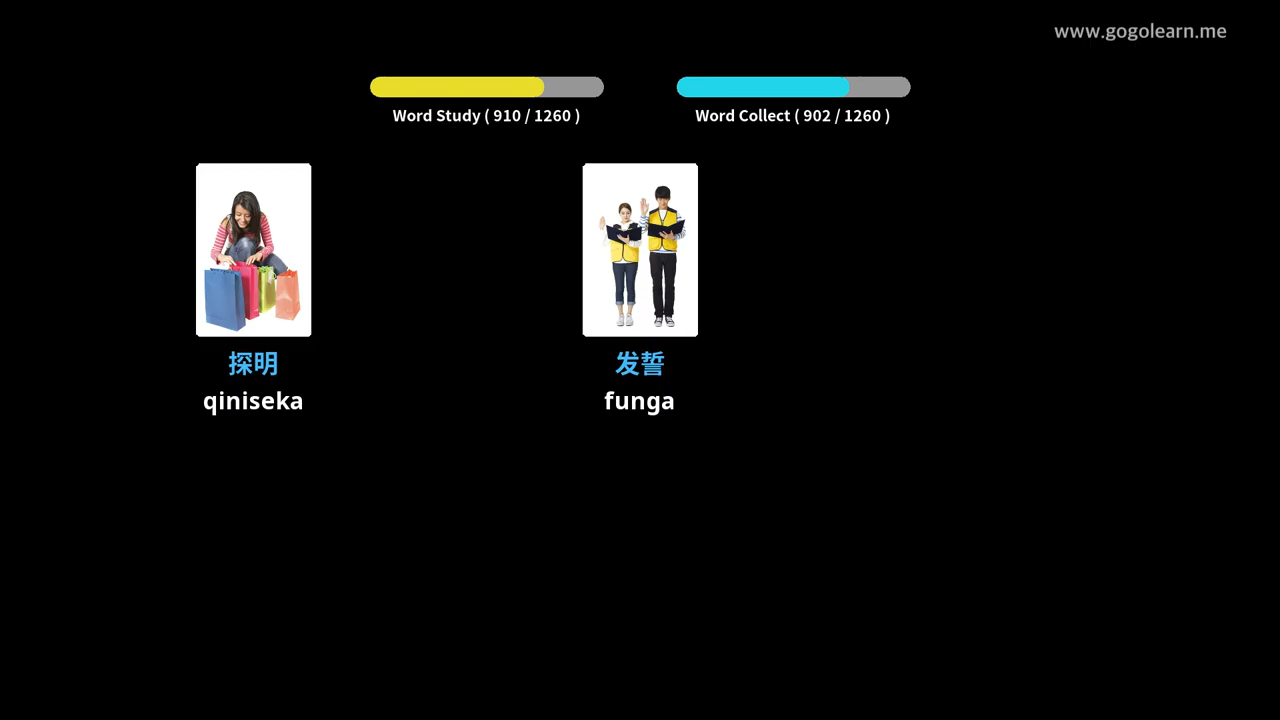 www.gogolearn.me
Word Study ( 910 / 1260 )
Word Collect ( 902 / 1260 )
探明
qiniseka
发誓
funga